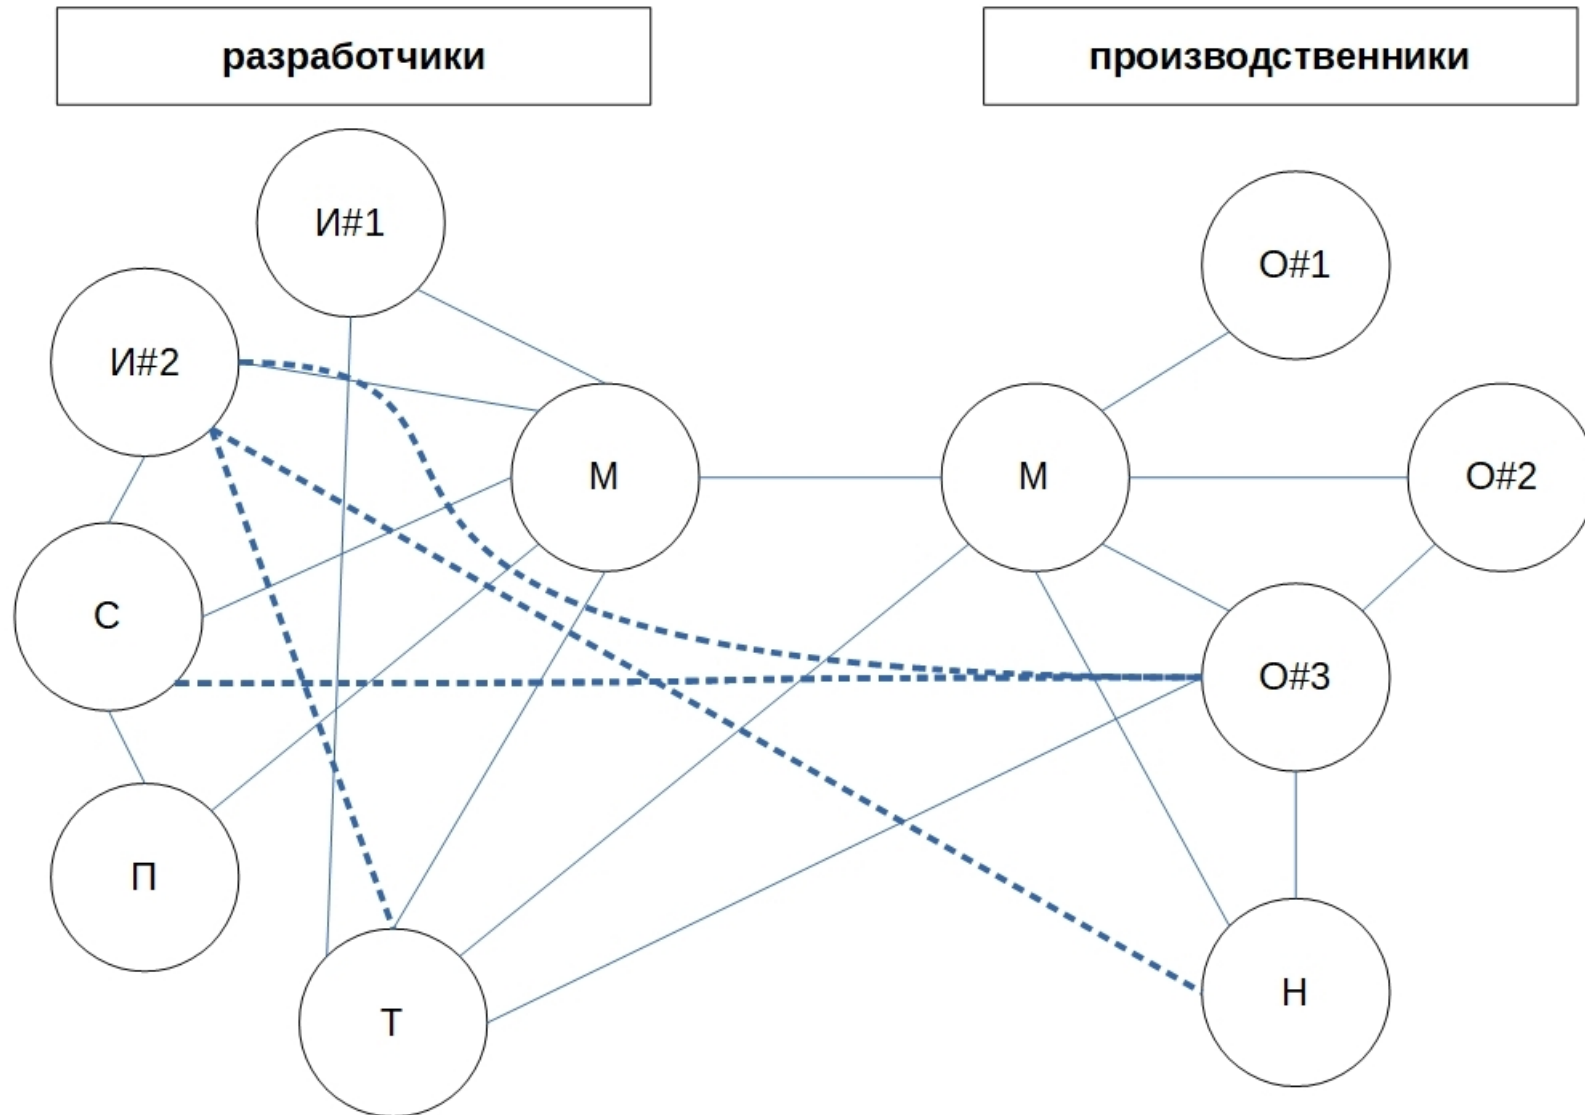 разработчики
производственники
И#1
О#1
И#2
М
М
О#2
С
О#3
П
Т
Н